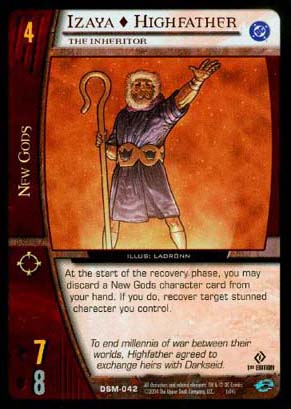 4
IZAYA ♦ HIGHFATHER
THE INHERITOR
NEW GODS
ILLUS: LADRÖNN
At the start of the recovery phase, you may
discard a New Gods character card from
your hand. If you do, recover target stunned
character you control.
To end millennia of war between their
worlds, Highfather agreed to
exchange heirs with Darkseid.
7
8
DSM-042
1st EDITION